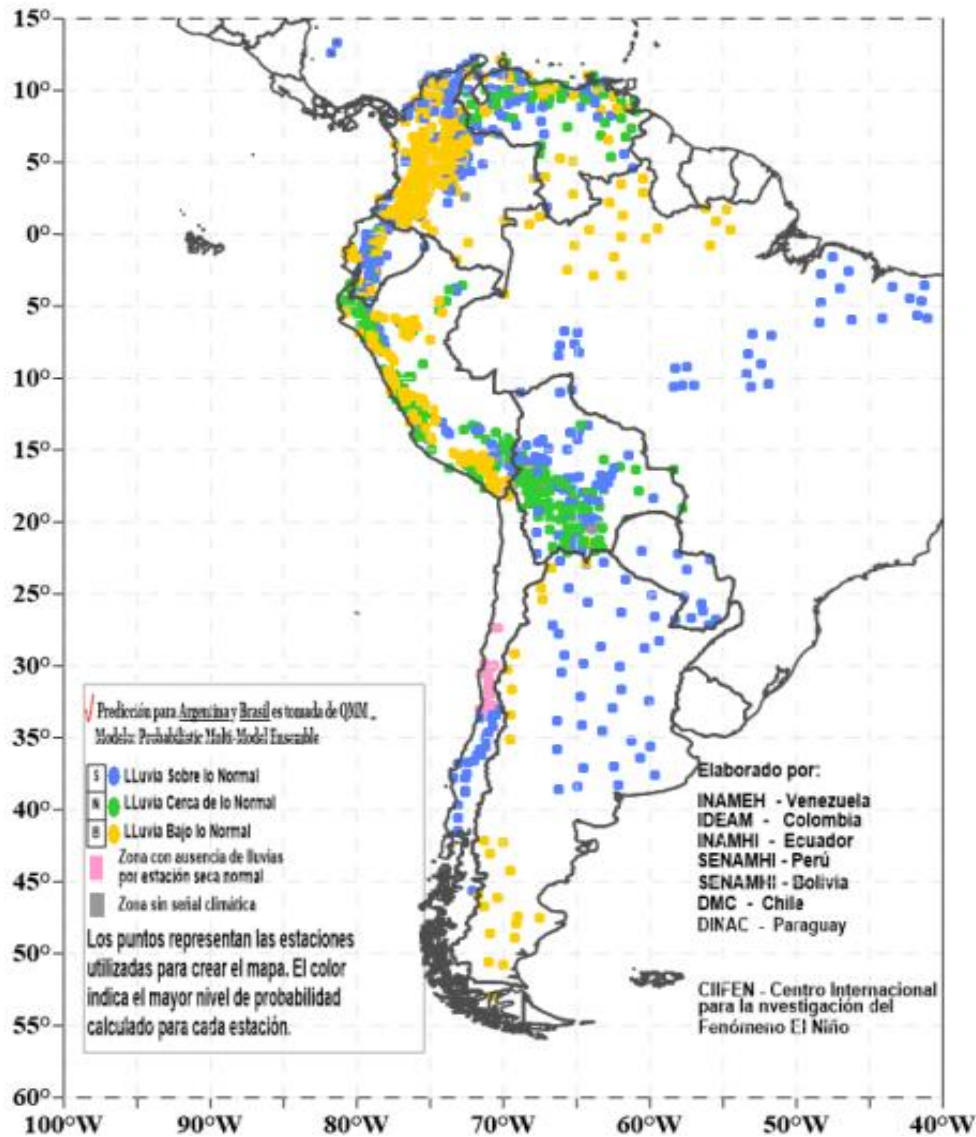 15°
10°
5°
0°
5°
10°
15°
20°
25°
30°
35°
40°
45°
50°
55°
60°
100°W
90°W
80°W
70°W
60°W
50°W
40°W
Predicción para Argentina y Brasil es tomada de QMM _
Modelo: Probabilistic Multi-Model Ensemble
S LLuvia Sobre lo Normal
N LLuvia Cerca de lo Normal
B LLuvia Bajo lo Normal
Zona con ausencia de lluvias
por estación seca normal
Zona sin señal climática
Los puntos representan las estaciones
utilizadas para crear el mapa. El color
indica el mayor nivel de probabilidad
calculado para cada estación.
Elaborado por:
INAMEH - Venezuela
IDEAM - Colombia
INAMHI - Ecuador
SENAMHI - Perú
SENAMHI - Bolivia
DMC - Chile
DINAC - Paraguay
CIIFEN - Centro Internacional
para la nvestigación del
Fenómeno El Niño